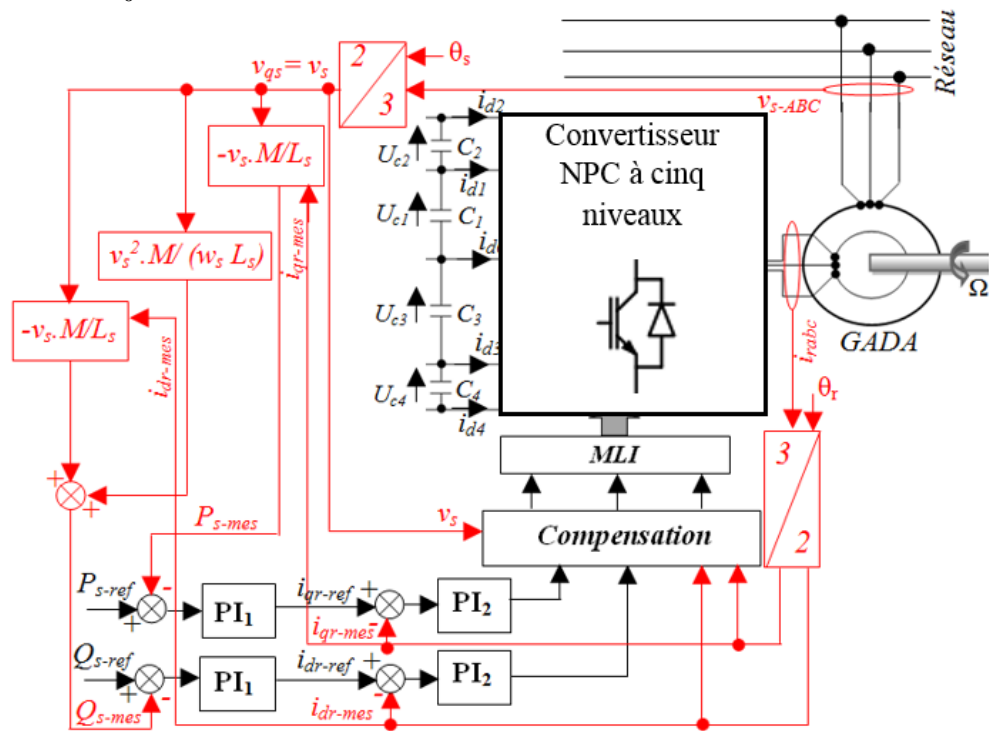 Réseau
2
3
θs
vqs = vs
vs-ABC
id2
Convertisseur
NPC à cinq
niveaux
-vs.M/Ls
Uc2
C2
id1
Uc1
C1
vs².M/ (ws Ls)
iqr-mes
-vs.M/Ls
idr-mes
Uc3
C3
id3
Uc4
C4
id4
Ω
GADA
irabc
θr
3
2
MLI
Compensation
vs
+
+
Ps-mes
Ps-ref
-
+
PI1
iqr-ref
+
-
iqr-mes
PI2
Qs-ref
+
-
PI1
idr-ref
+
-
idr-mes
PI2
Qs-mes